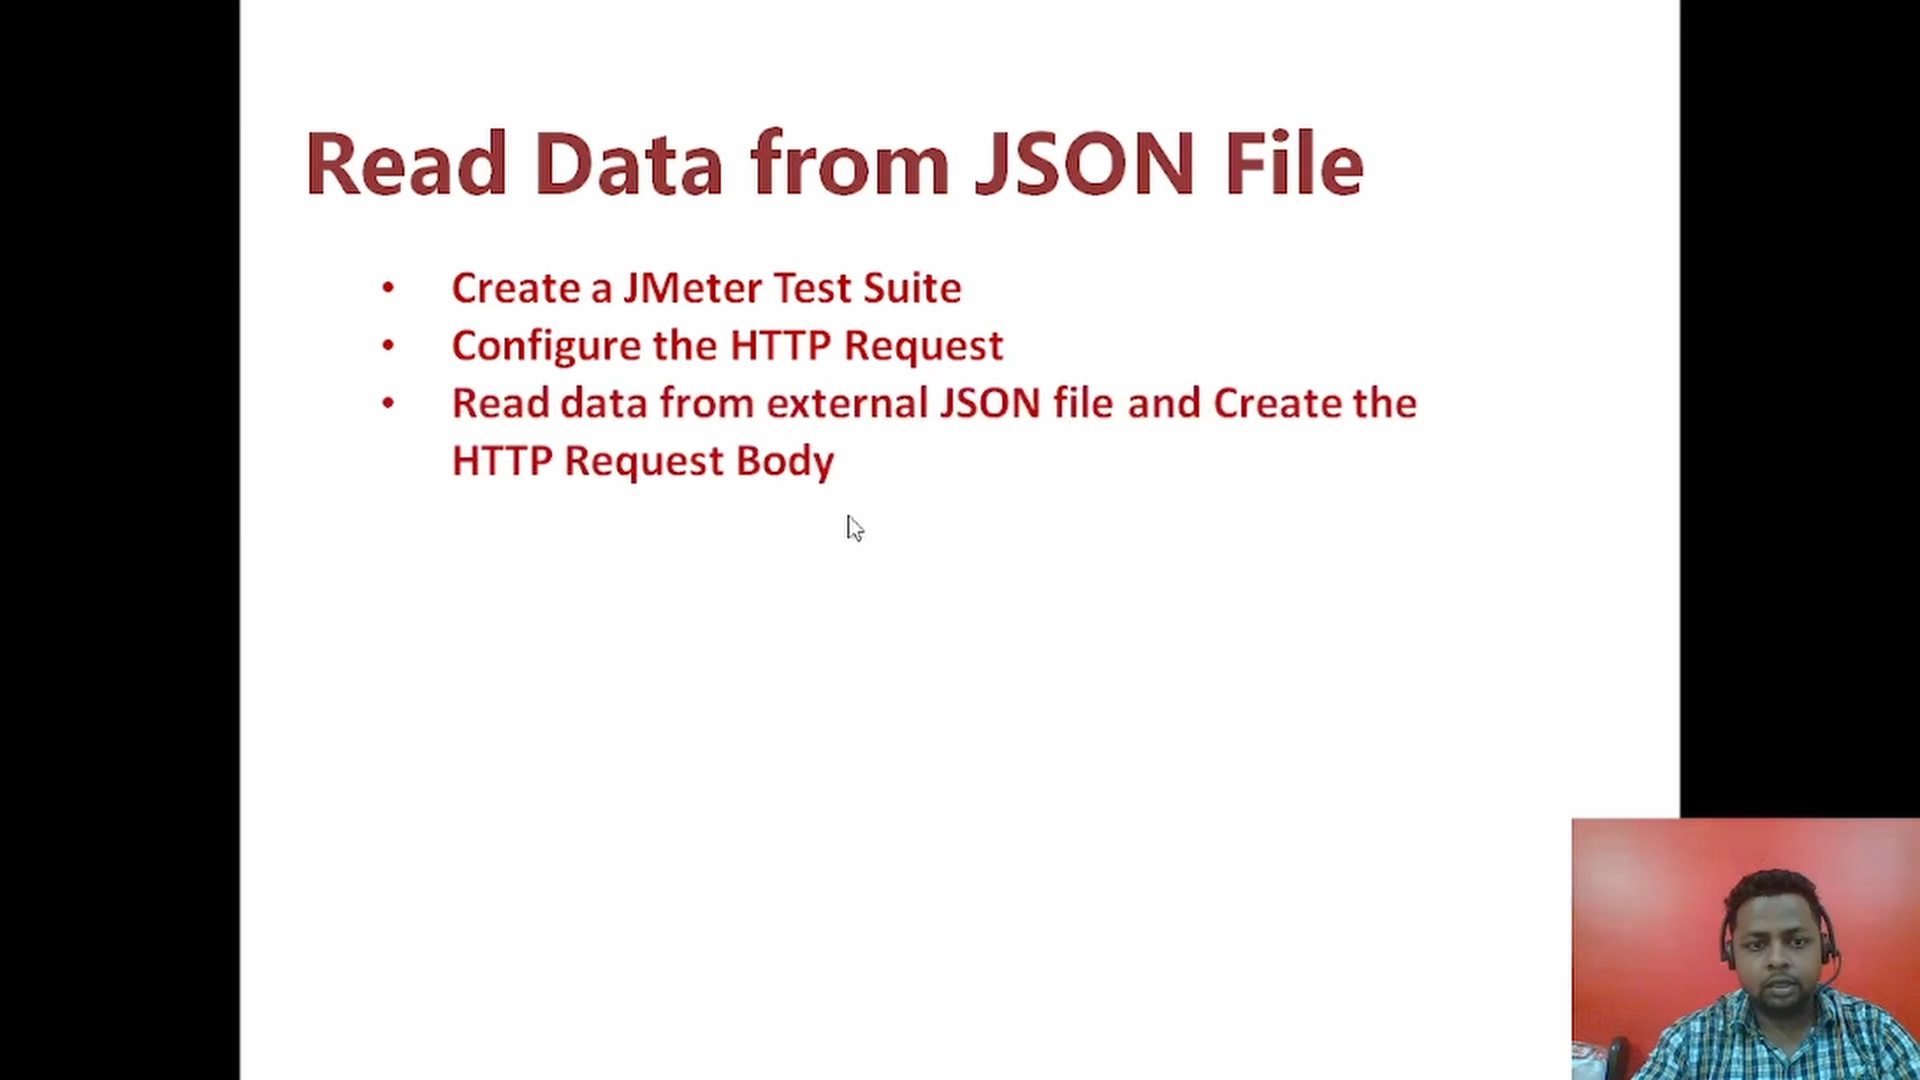 Read Data from JSON File
• Create a JMeter Test Suite
• Configure the HTTP Request
• Read data from external JSON file and Create the
HTTP Request Body